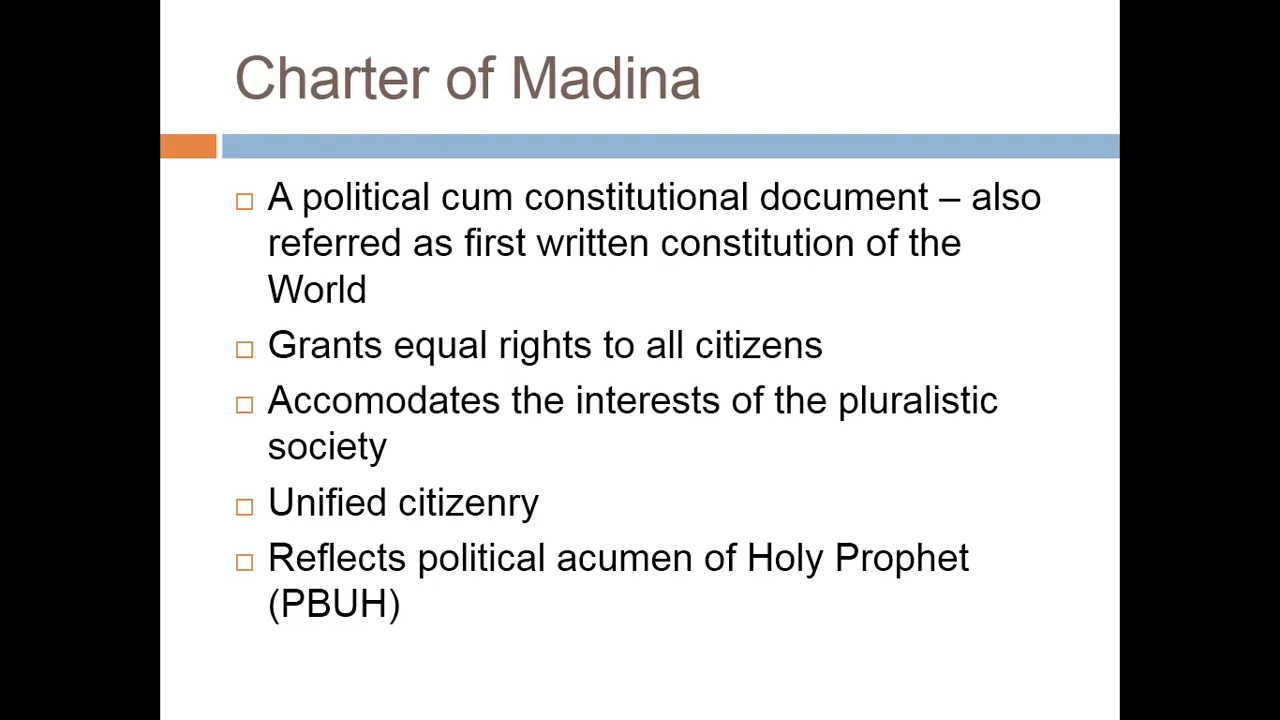 Charter of Madina
A political cum constitutional document – also
referred as first written constitution of the
World
Grants equal rights to all citizens
Accomodates the interests of the pluralistic
society
Unified citizenry
Reflects political acumen of Holy Prophet
(PBUH)